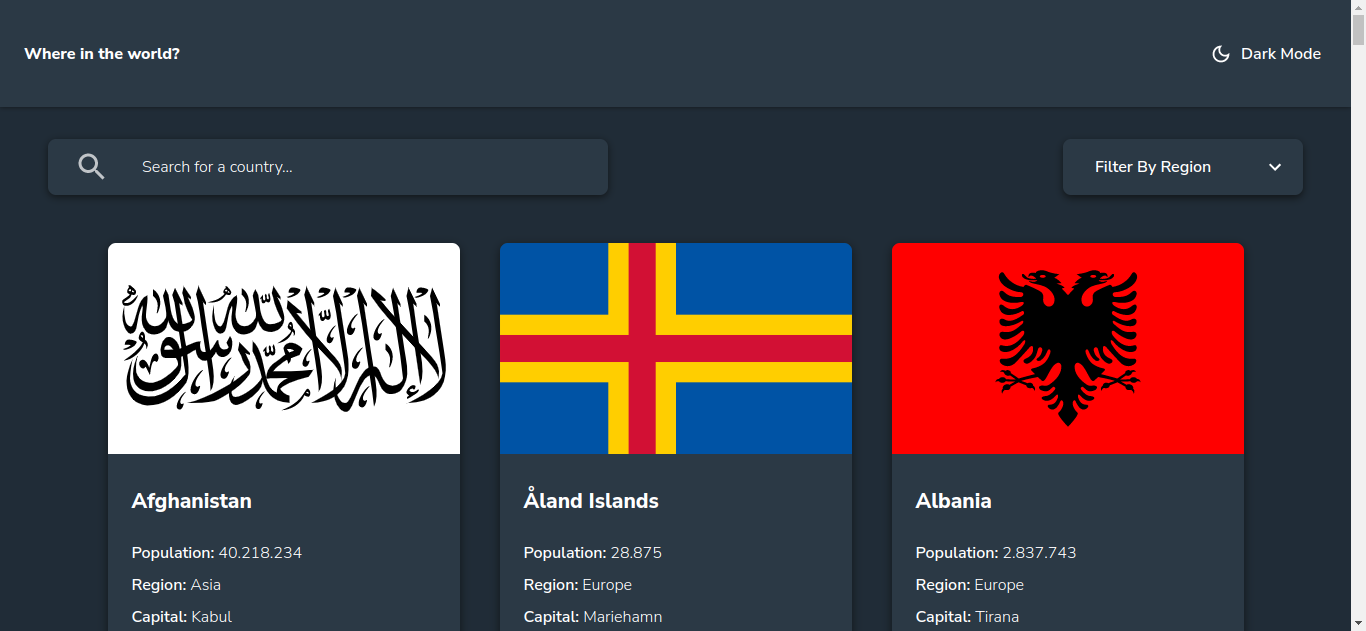 Where in the world?
Dark Mode
Search for a country...
Filter By Region
لا إله إلا الله محمد رسول الله
Afghanistan
Population: 40.218.234
Region: Asia
Capital: Kabul
Åland Islands
Population: 28.875
Region: Europe
Capital: Mariehamn
Albania
Population: 2.837.743
Region: Europe
Capital: Tirana